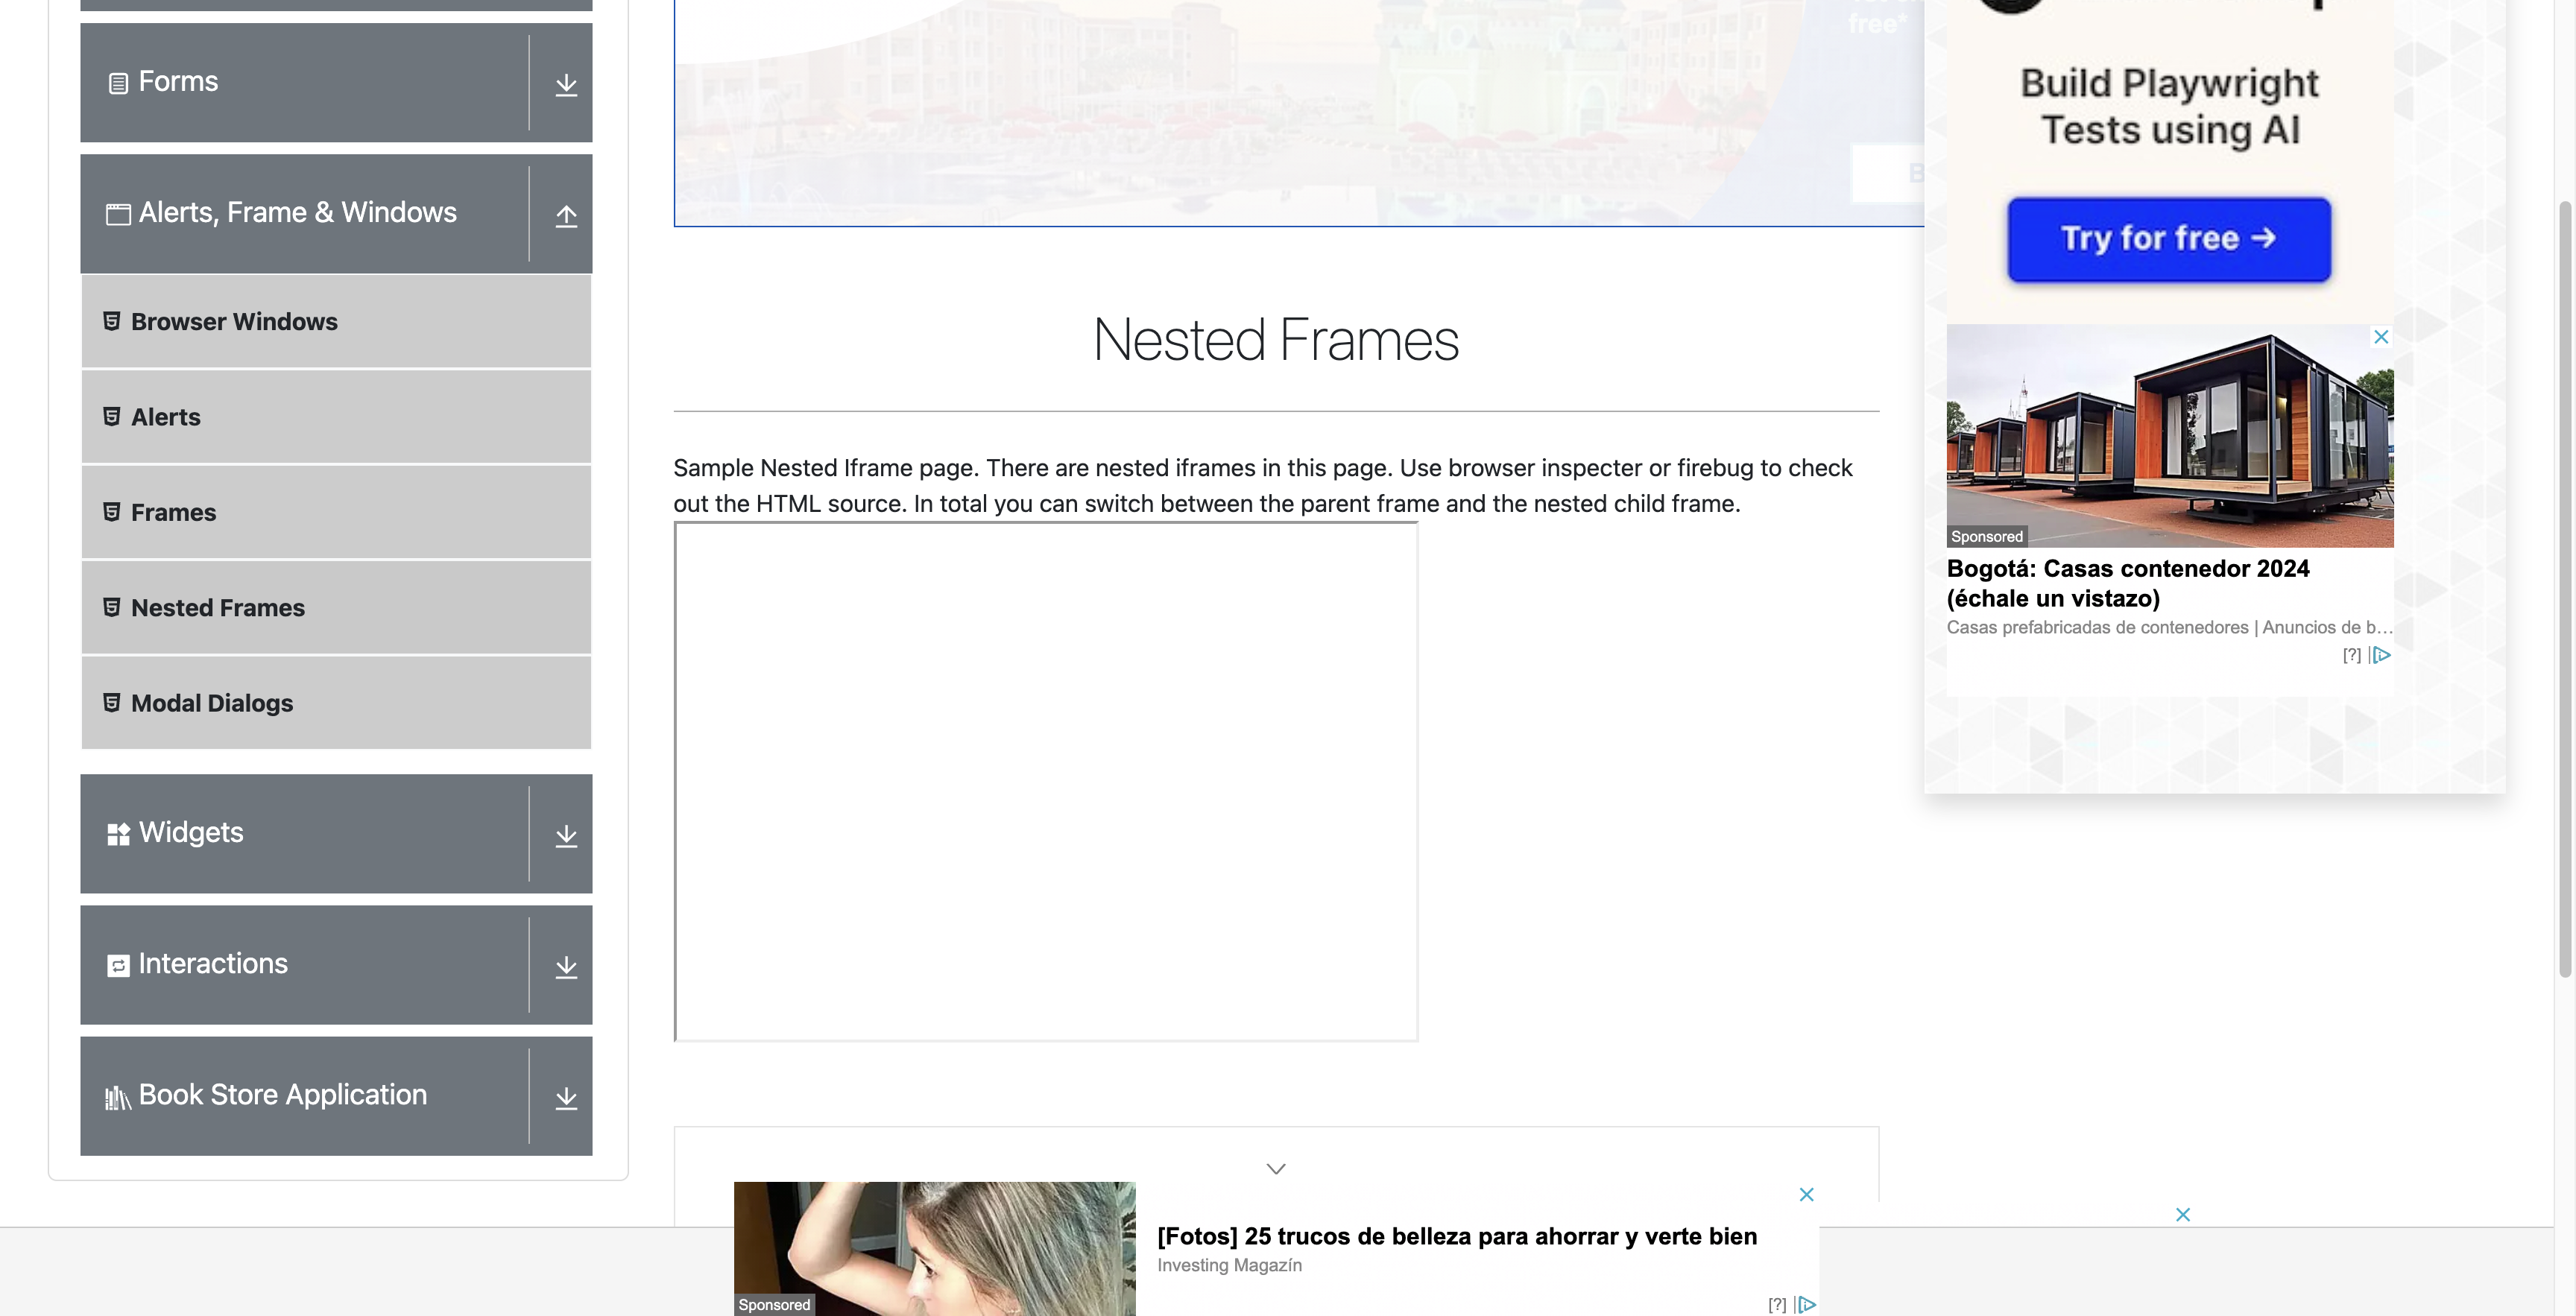 Forms
Alerts, Frame & Windows
Browser Windows
Alerts
Frames
Nested Frames
Modal Dialogs
Widgets
Interactions
Book Store Application
free*
Nested Frames
Sample Nested Iframe page. There are nested iframes in this page. Use browser inspecter or firebug to check
out the HTML source. In total you can switch between the parent frame and the nested child frame.
Build Playwright
Tests using AI
Try for free →
Sponsored
Bogotá: Casas contenedor 2024
(échale un vistazo)
Casas prefabricadas de contenedores | Anuncios de b…
[?]
[Fotos] 25 trucos de belleza para ahorrar y verte bien
Investing Magazín
Sponsored
[?]